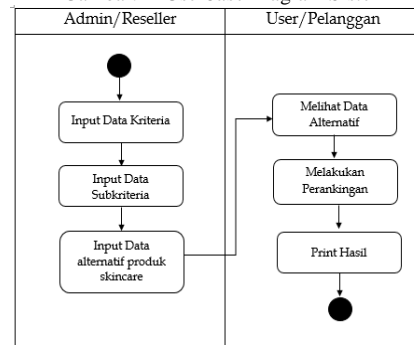 Admin/Reseller
User/Pelanggan
Input Data Kriteria
Input Data
Subkriteria
Input Data
alternatif produk
skincare
Melihat Data
Alternatif
Melakukan
Perankingan
Print Hasil